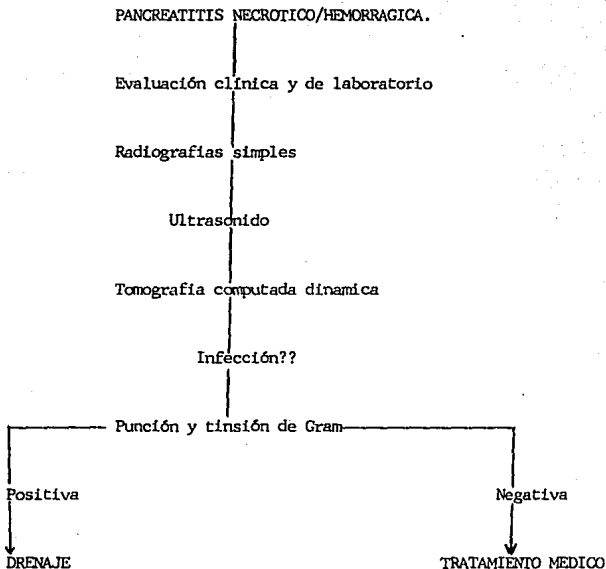 PANCREATITIS NECROTICO/HEMORRAGICA.
Evaluación clínica y de laboratorio
Radiografías simples
Ultrasonido
Tomografía computada dinamica
Infección??
Punción y tinsión de Gram
Positiva
Negativa
DRENAJE
TRATAMIENTO MEDICO